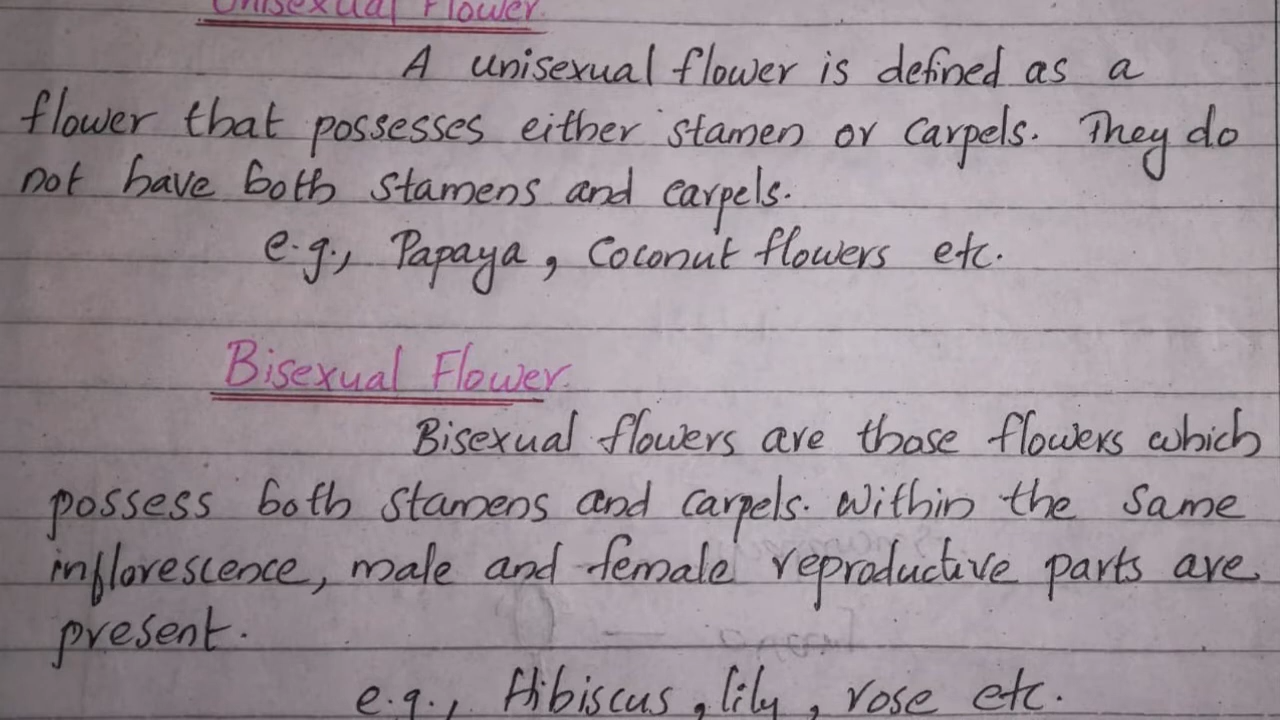 Unisexual Flower.
A unisexual flower is defined as a
flower that possesses either stamen or carpels. They do
not have both stamens and carpels.
e.g., Papaya, Coconut flowers etc.
Bisexual Flower.
Bisexual flowers are those flowers which
possess both stamens and carpels. Within the same
inflorescence, male and female reproductive parts are
present.
e.g., Hibiscus, lily, rose etc.